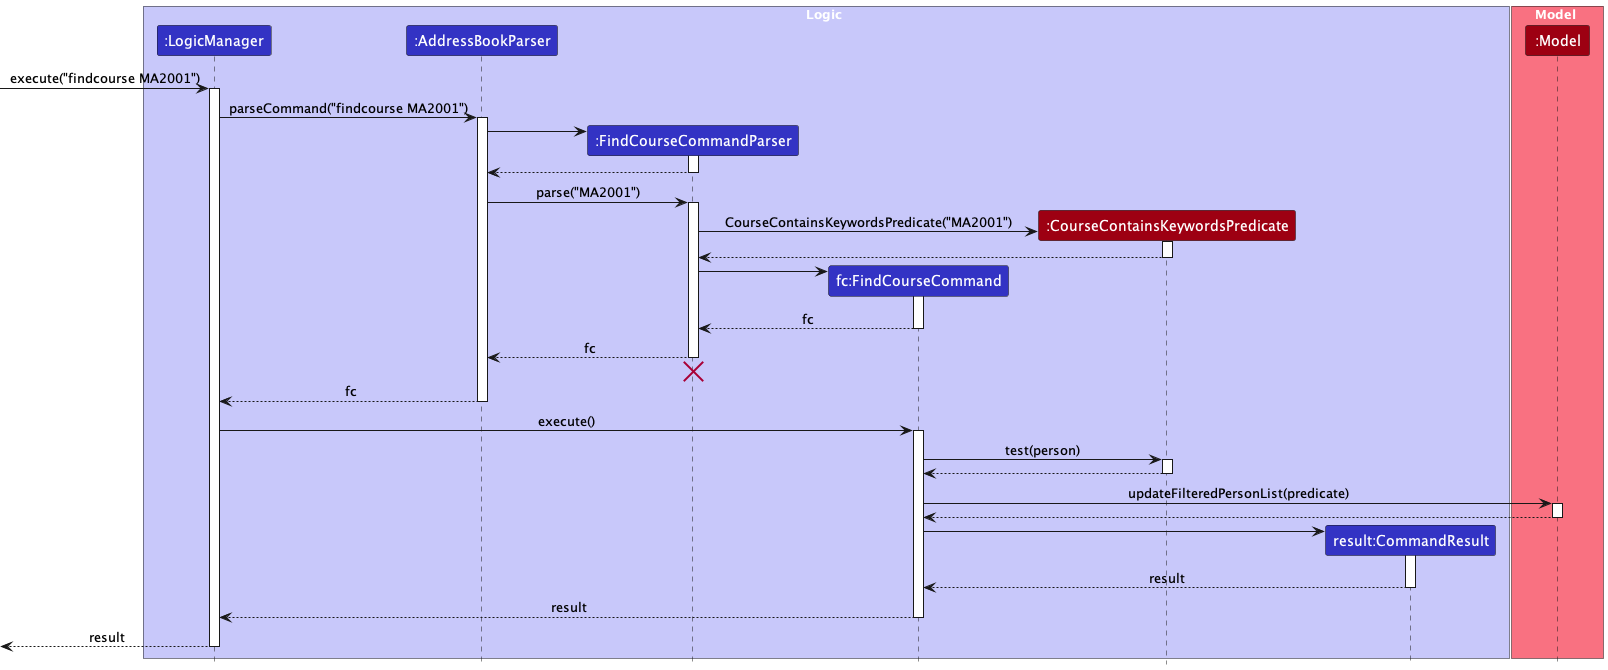 Logic
Model
:LogicManager
:AddressBookParser
:Model
execute("findcourse MA2001")
parseCommand("findcourse MA2001")
:FindCourseCommandParser
parse("MA2001")
CourseContainsKeywordsPredicate("MA2001")
:CourseContainsKeywordsPredicate
fc:FindCourseCommand
fc
fc
fc
execute()
test(person)
updateFilteredPersonList(predicate)
result:CommandResult
result
result
result